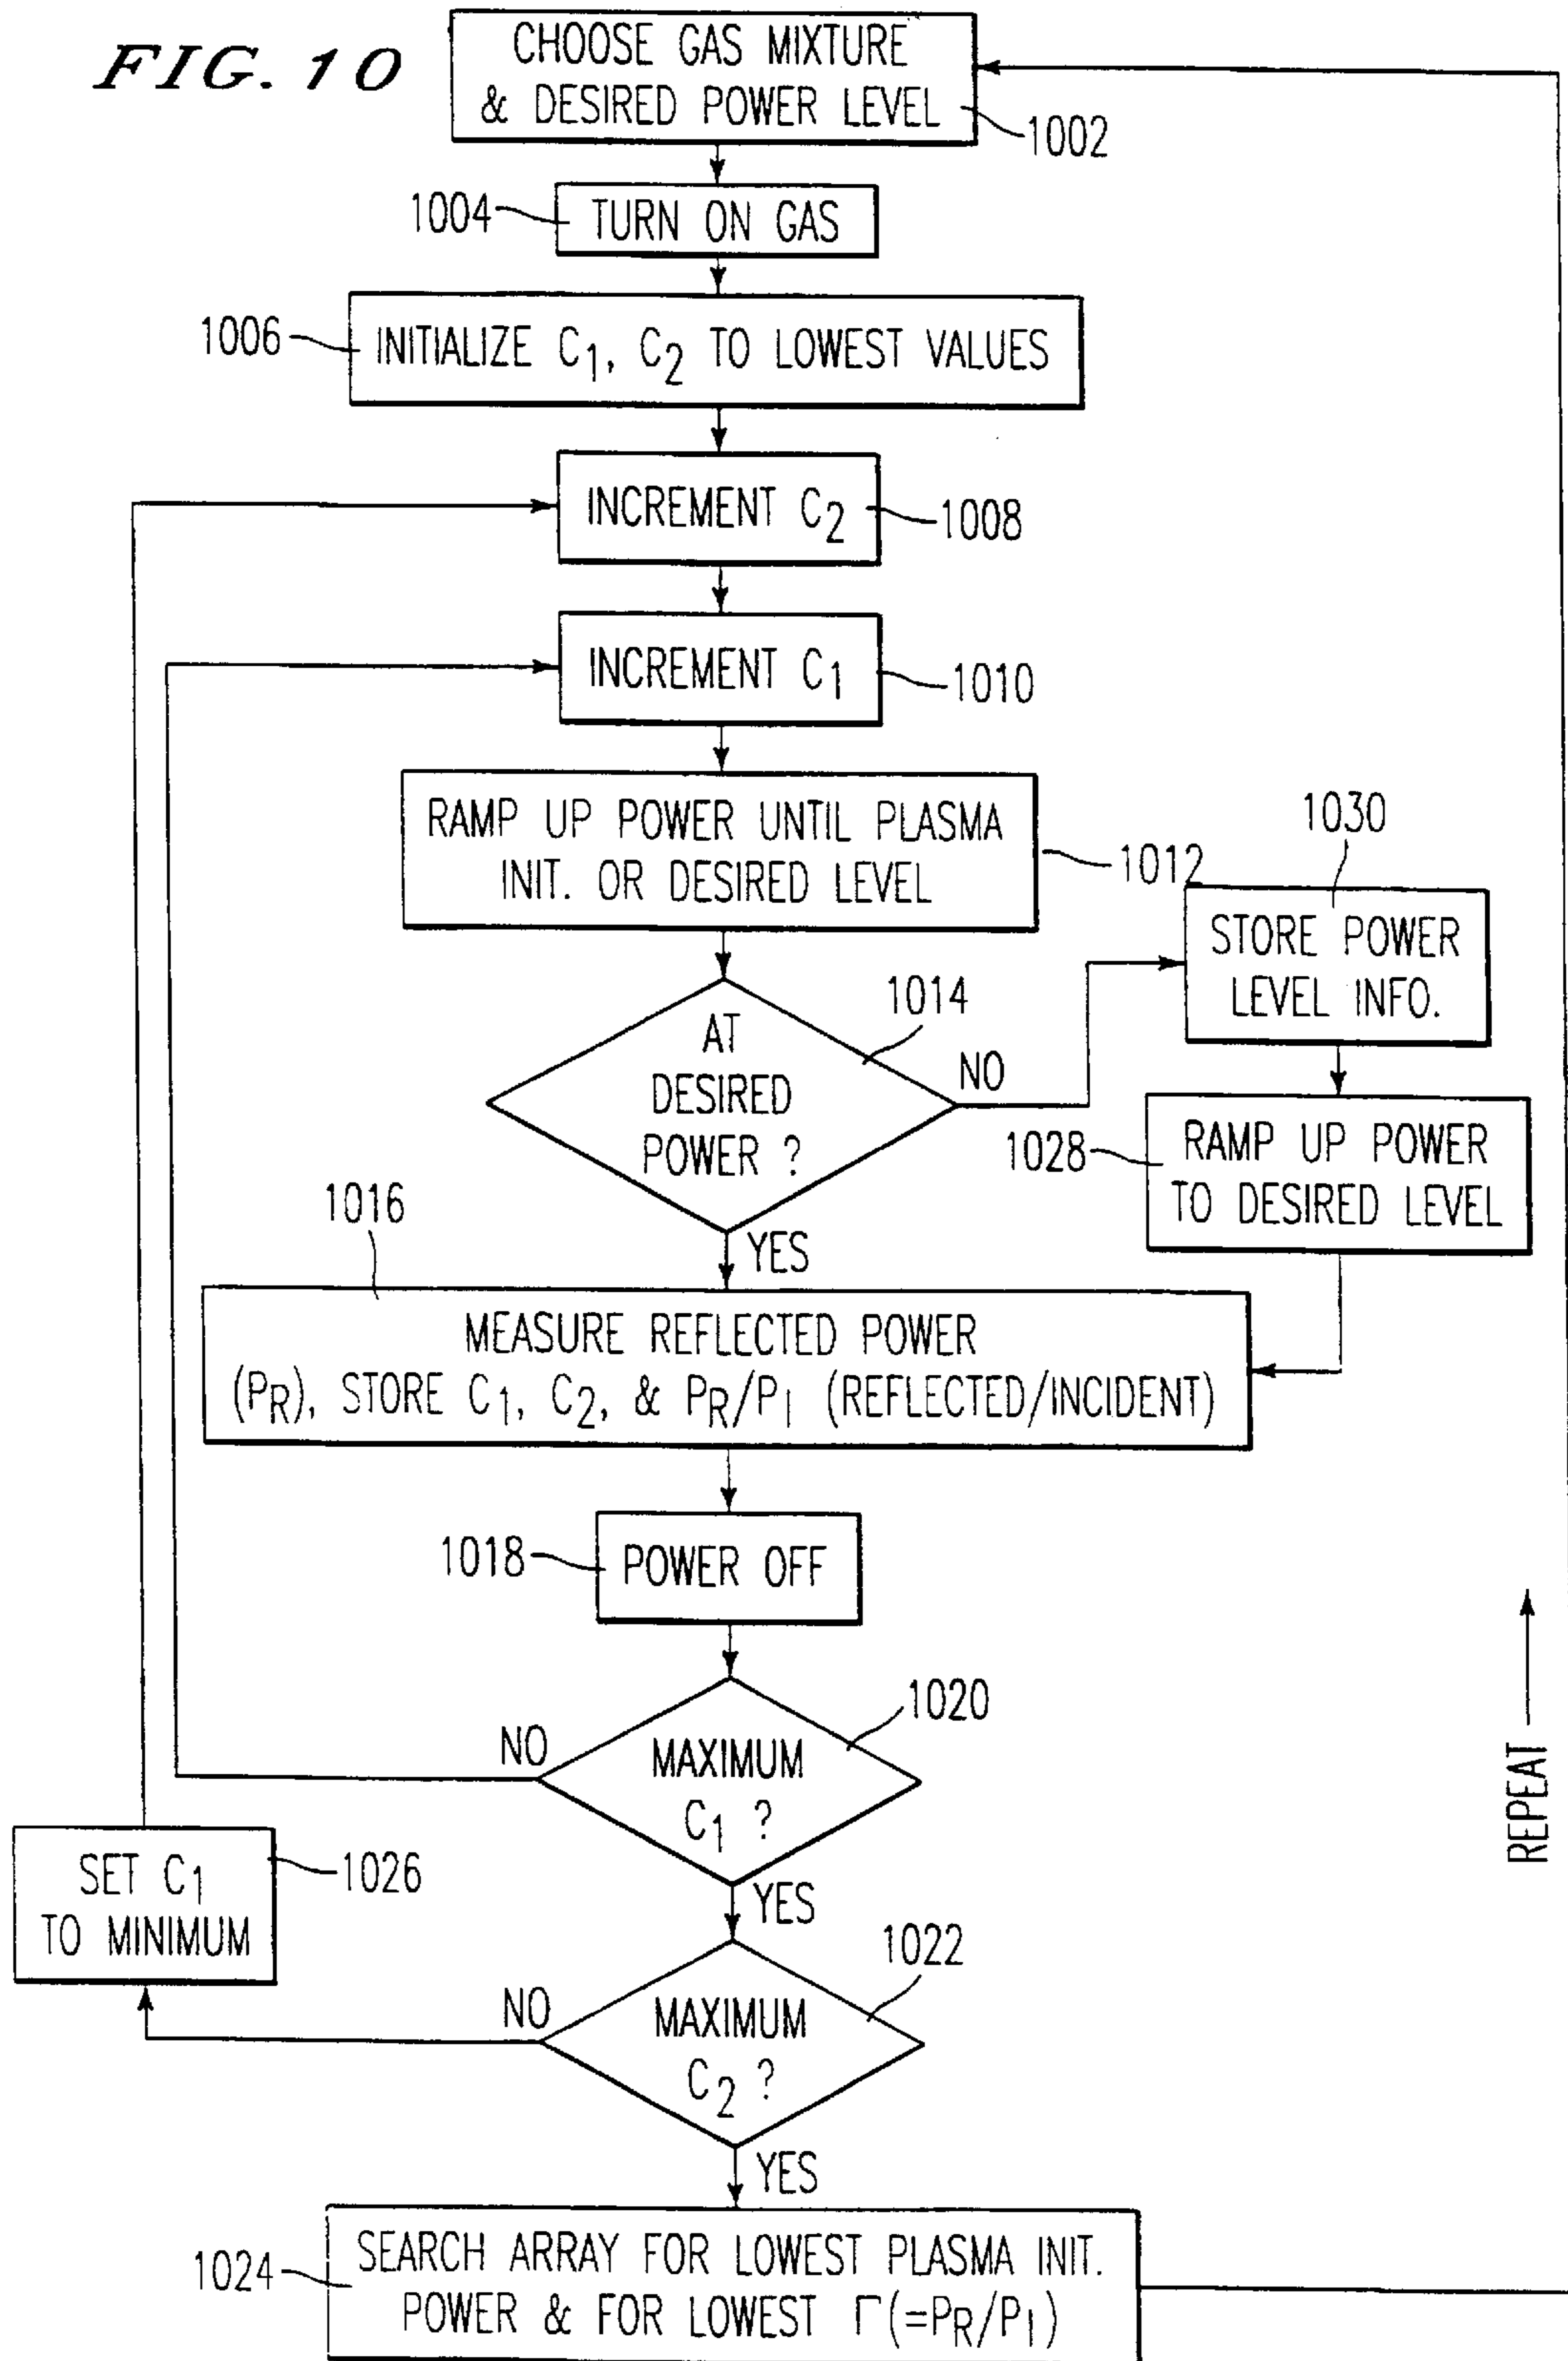 FIG. 10
CHOOSE GAS MIXTURE
& DESIRED POWER LEVEL
1002
1004
TURN ON GAS
1006
INITIALIZE C1, C2 TO LOWEST VALUES
INCREMENT C2
1008
INCREMENT C1
1010
RAMP UP POWER UNTIL PLASMA
INIT. OR DESIRED LEVEL
1012
1030
STORE POWER
LEVEL INFO.
1014
AT
DESIRED
POWER ?
NO
1028
RAMP UP POWER
TO DESIRED LEVEL
YES
1016
MEASURE REFLECTED POWER
(PR), STORE C1, C2, & PR/PI (REFLECTED/INCIDENT)
1018
POWER OFF
1020
NO
MAXIMUM
C1 ?
YES
REPEAT
SET C1
TO MINIMUM
1026
1022
NO
MAXIMUM
C2 ?
YES
1024
SEARCH ARRAY FOR LOWEST PLASMA INIT.
POWER & FOR LOWEST Γ(=PR/PI)